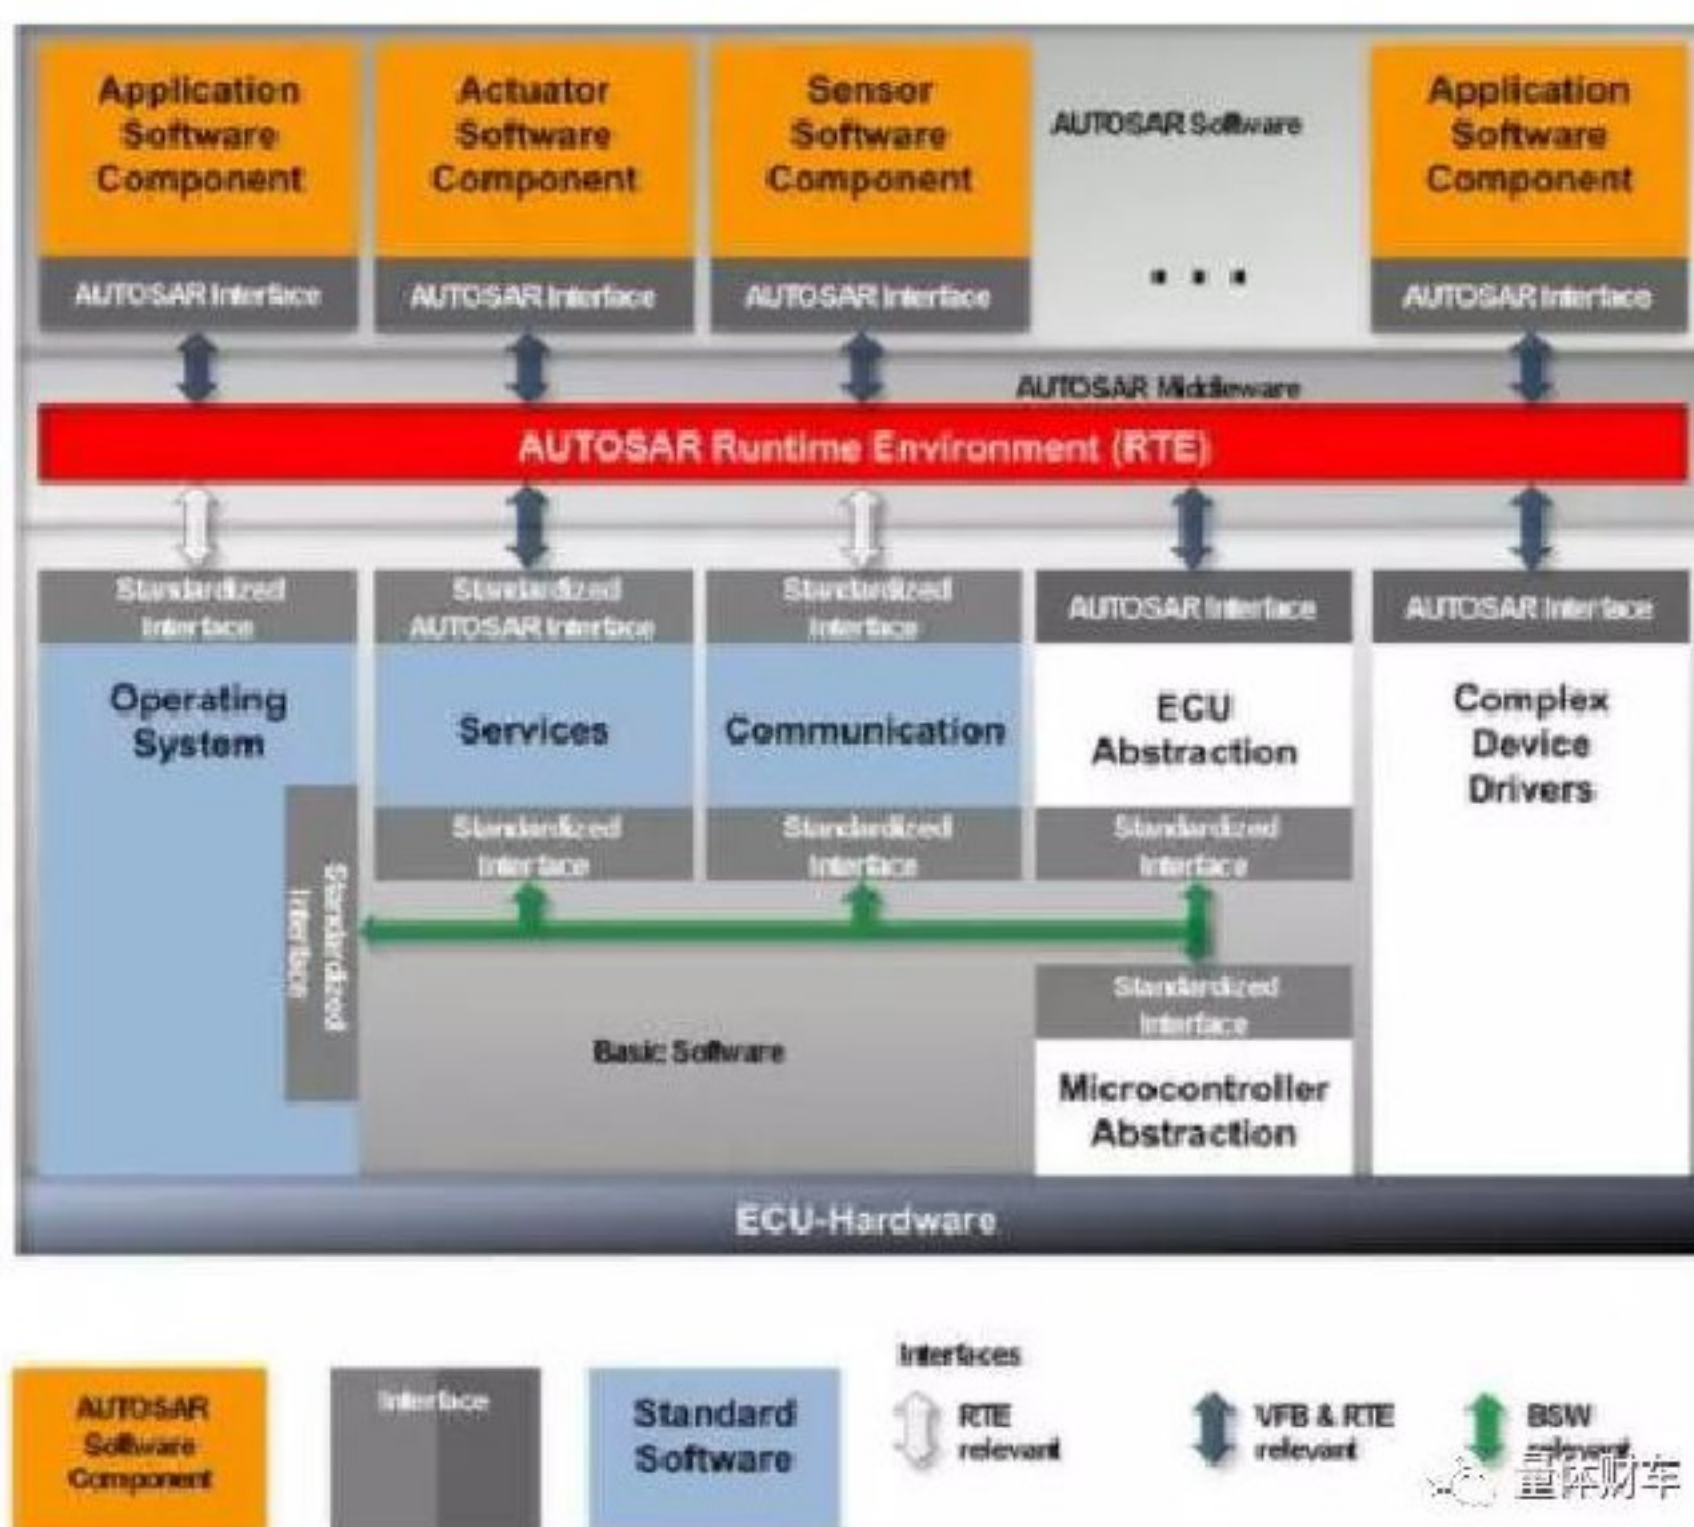 Application
Software
Component
Actuator
Software
Component
Sensor
Software
Component
AUTOSAR Software
Application
Software
Component
AUTOSAR Interface
AUTOSAR Interface
AUTOSAR Interface
...
AUTOSAR Interface
AUTOSAR Middleware
AUTOSAR Runtime Environment (RTE)
Standardized
Interface
Standardized
AUTOSAR Interface
Standardized
Interface
AUTOSAR Interface
AUTOSAR Interface
Operating
System
Services
Communication
ECU
Abstraction
Complex
Device
Drivers
Standardized
Interface
Standardized
Interface
Standardized
Interface
Standardized
Interface
Standardized
Interface
Basic Software
Microcontroller
Abstraction
ECU-Hardware
AUTOSAR
Software
Component
Interface
Standard
Software
Interfaces
RTE
relevant
VFB & RTE
relevant
BSW
relevant